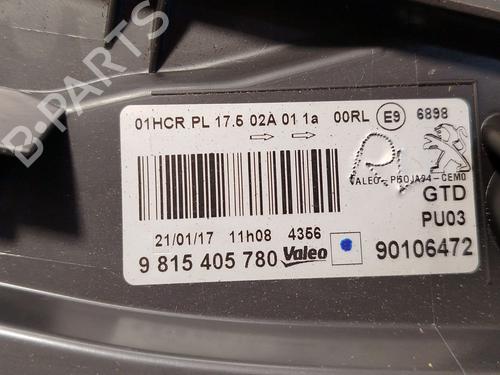 B-PARTS
01HCR PL 17.5 02A 01 1a 00RL E9 6898
VALEO - P50JA94-CEM0
GTD
PU03
21/01/17 11h08 4356
9 815 405 780 Valeo 90106472